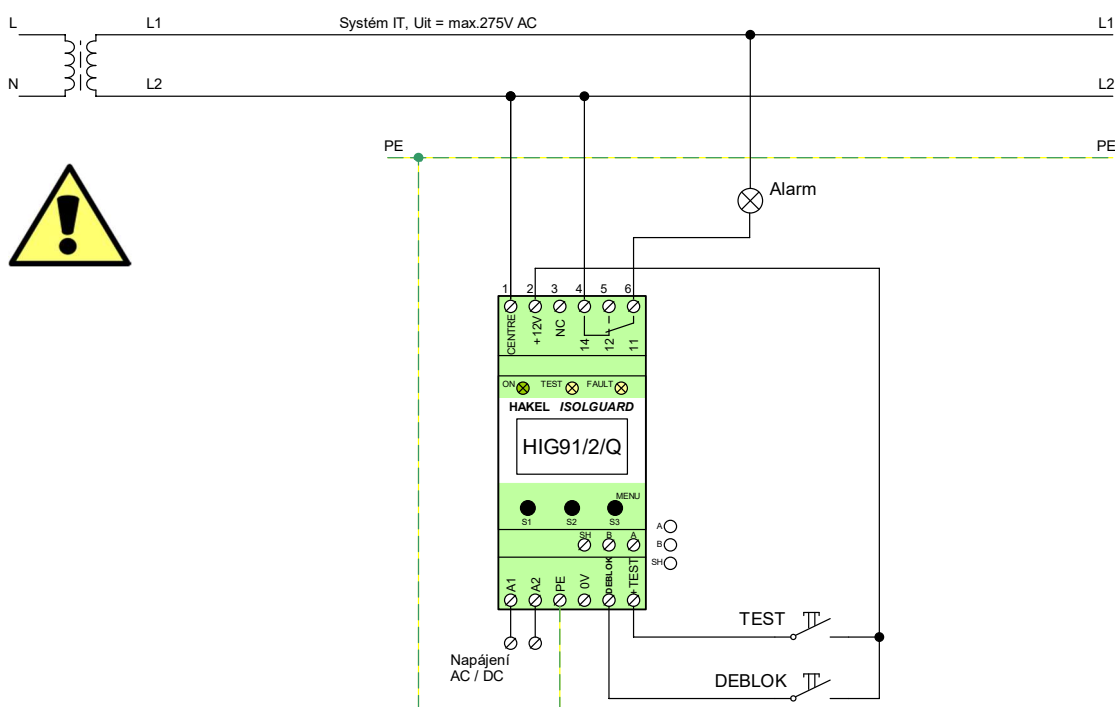 L L1 Systém IT, Uit = max.275V AC L1
N L2 L2
PE PE
Alarm
1 2 3 4 5 6
CENTRE +12V NC 14 12 11
ON TEST FAULT
HAKEL ISOLGUARD
HIG91/2/Q
MENU
S1 S2 S3
A
B
SH
SH B A
A1 A2 PE 0V DEBLOK +TEST
TEST
Napájení
AC / DC
DEBLOK